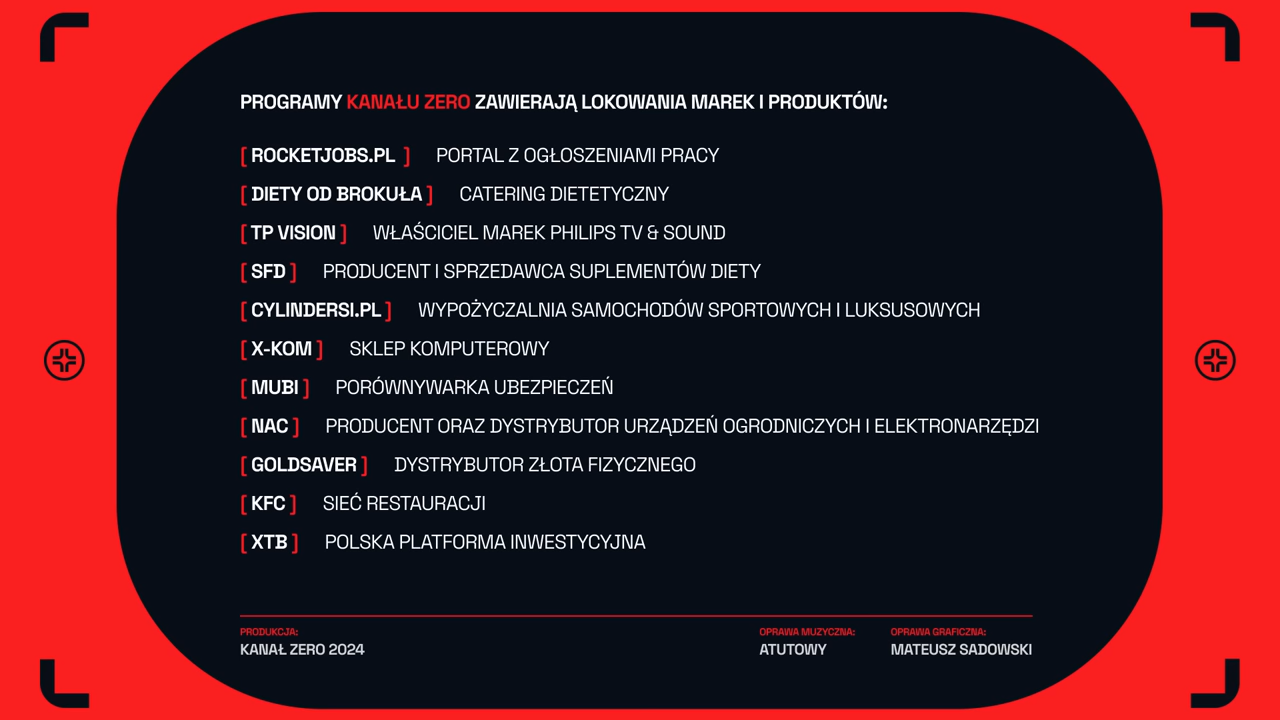 PROGRAMY KANAŁU ZERO ZAWIERAJĄ LOKOWANIA MAREK I PRODUKTÓW:
[ ROCKETJOBS.PL ] PORTAL Z OGŁOSZENIAMI PRACY
[ DIETY OD BROKUŁA ] CATERING DIETETYCZNY
[ TP VISION ] WŁAŚCICIEL MAREK PHILIPS TV & SOUND
[ SFD ] PRODUCENT I SPRZEDAWCA SUPLEMENTÓW DIETY
[ CYLINDERSI.PL ] WYPOŻYCZALNIA SAMOCHODÓW SPORTOWYCH I LUKSUSOWYCH
[ X-KOM ] SKLEP KOMPUTEROWY
[ MUBI ] PORÓWNYWARKA UBEZPIECZEŃ
[ NAC ] PRODUCENT ORAZ DYSTRYBUTOR URZĄDZEŃ OGRODNICZYCH I ELEKTRONARZĘDZI
[ GOLDSAVER ] DYSTRYBUTOR ZŁOTA FIZYCZNEGO
[ KFC ] SIEĆ RESTAURACJI
[ XTB ] POLSKA PLATFORMA INWESTYCYJNA
PRODUKCJA: OPRAWA MUZYCZNA: OPRAWA GRAFICZNA:
KANAŁ ZERO 2024 ATUTOWY MATEUSZ SADOWSKI